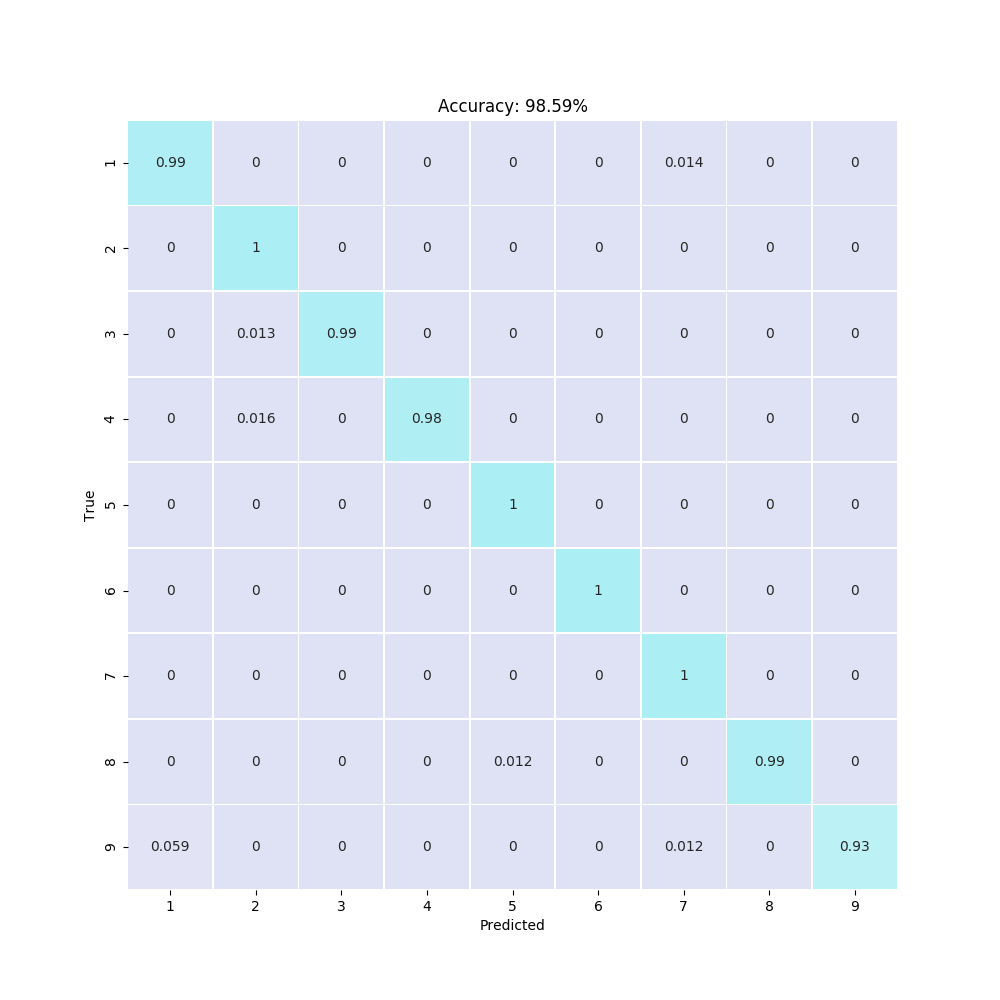 Accuracy: 98.59%
1 0.99 0 0 0 0 0 0.014 0 0
2 0 1 0 0 0 0 0 0 0
3 0 0.013 0.99 0 0 0 0 0 0
4 0 0.016 0 0.98 0 0 0 0 0
5 0 0 0 0 1 0 0 0 0
6 0 0 0 0 0 1 0 0 0
7 0 0 0 0 0 0 1 0 0
8 0 0 0 0 0.012 0 0 0.99 0
9 0.059 0 0 0 0 0 0.012 0 0.93
True
1 2 3 4 5 6 7 8 9
Predicted